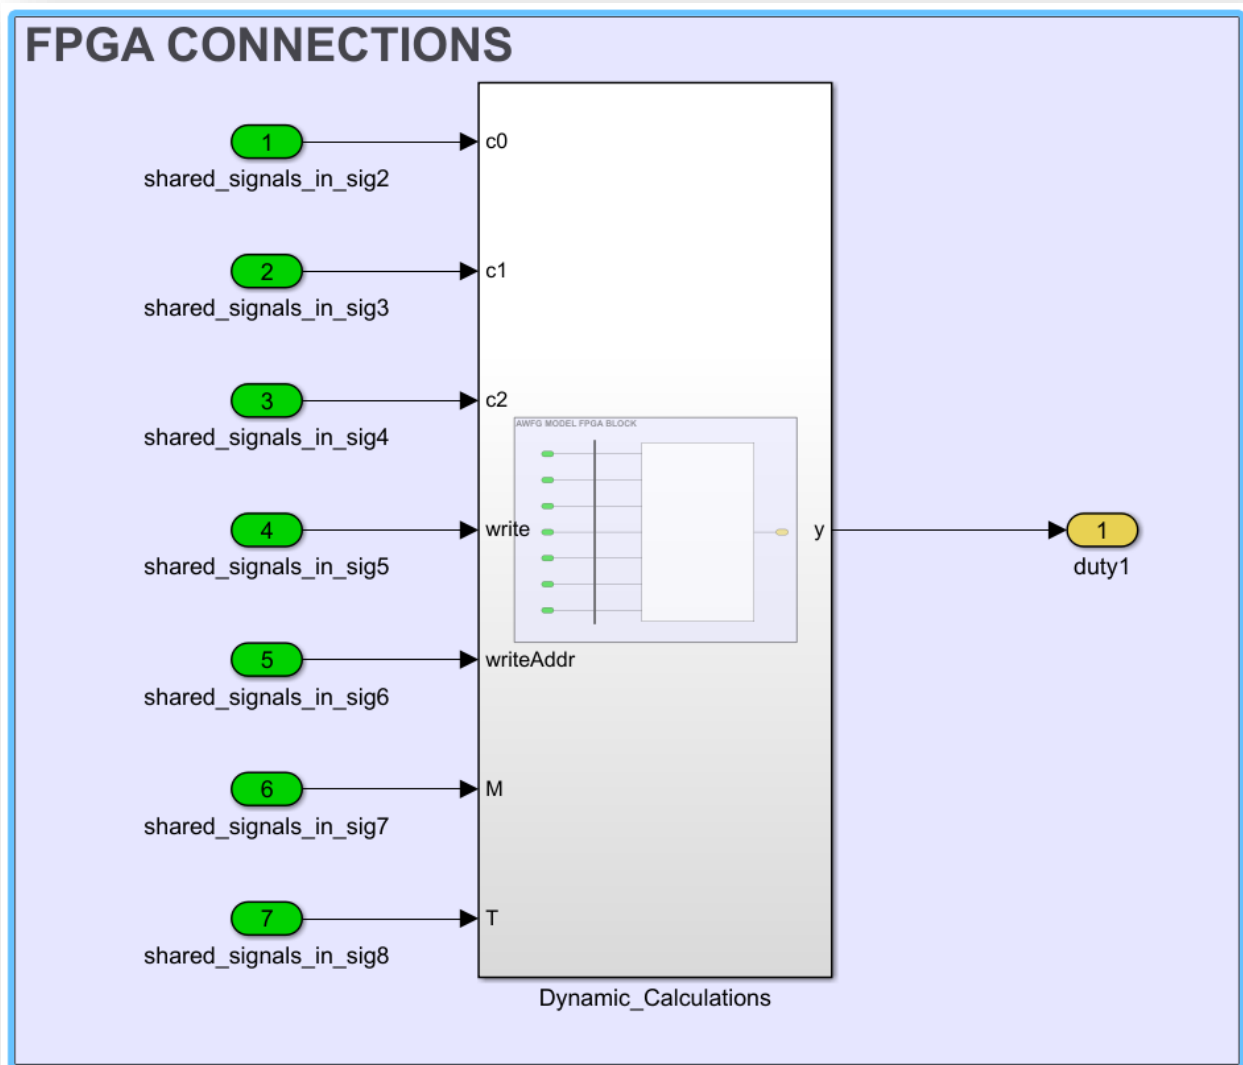 FPGA CONNECTIONS
1
shared_signals_in_sig2
c0
2
shared_signals_in_sig3
c1
3
shared_signals_in_sig4
c2
AWFG MODEL FPGA BLOCK
4
shared_signals_in_sig5
write
y
1
duty1
5
shared_signals_in_sig6
writeAddr
6
shared_signals_in_sig7
M
7
shared_signals_in_sig8
T
Dynamic_Calculations